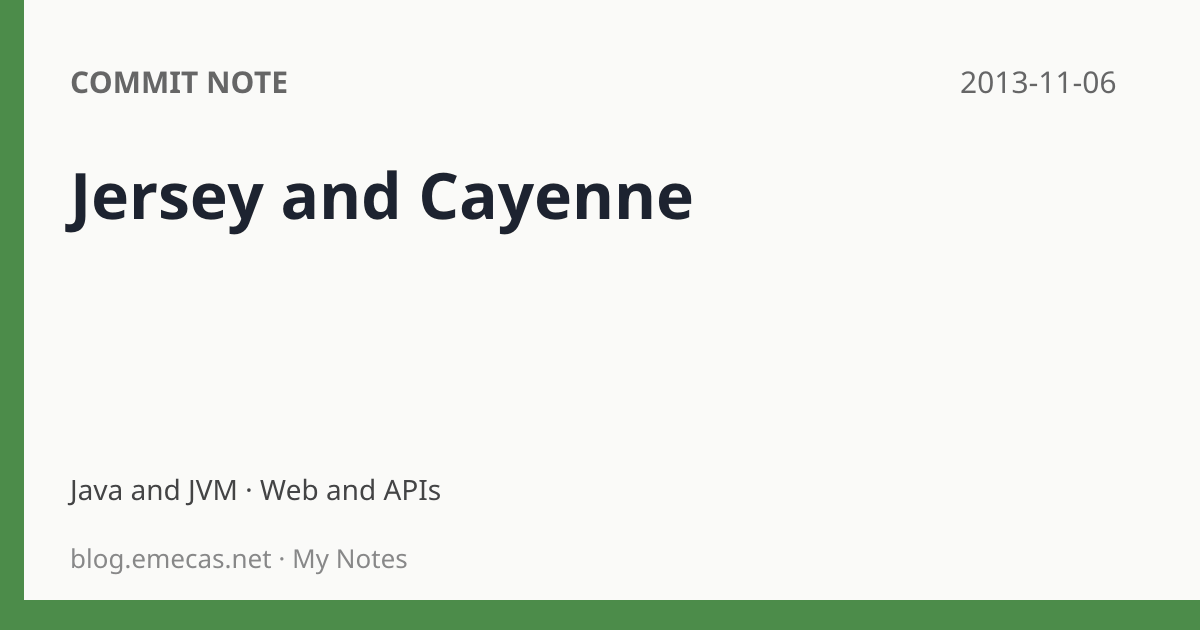 COMMIT NOTE
2013-11-06
Jersey and Cayenne
Java and JVM · Web and APIs
blog.emecas.net · My Notes